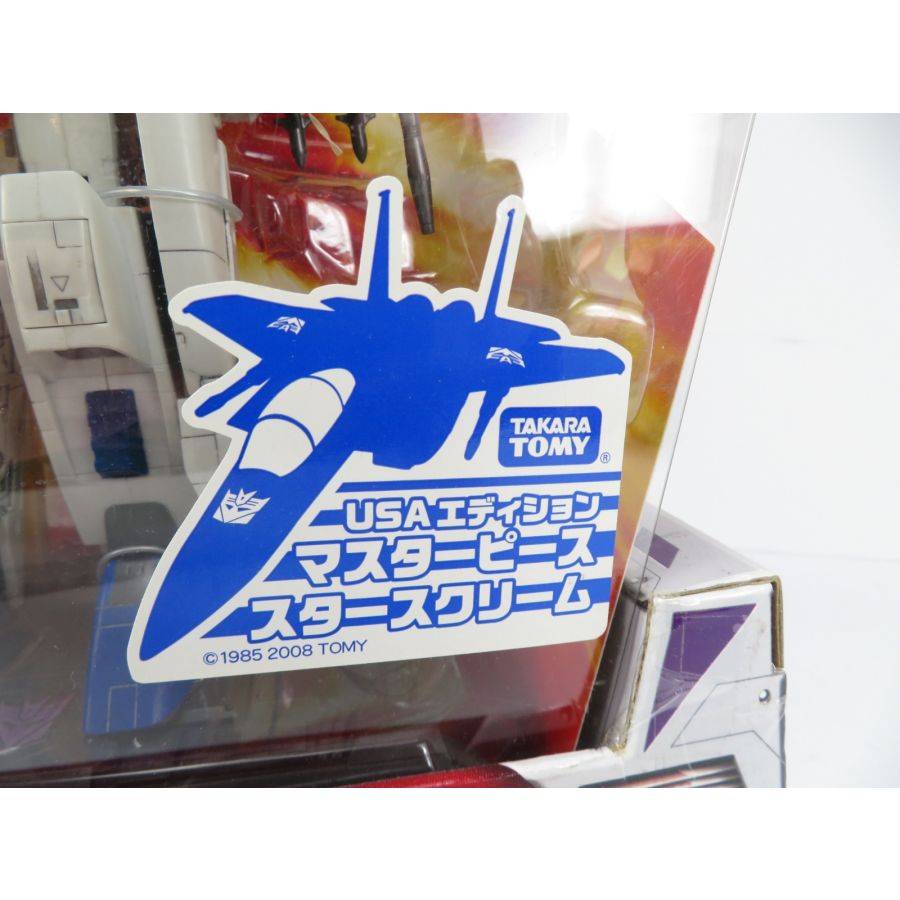 TAKARA
TOMY
®
USAエディション
マスターピース
スタースクリーム
©1985 2008 TOMY